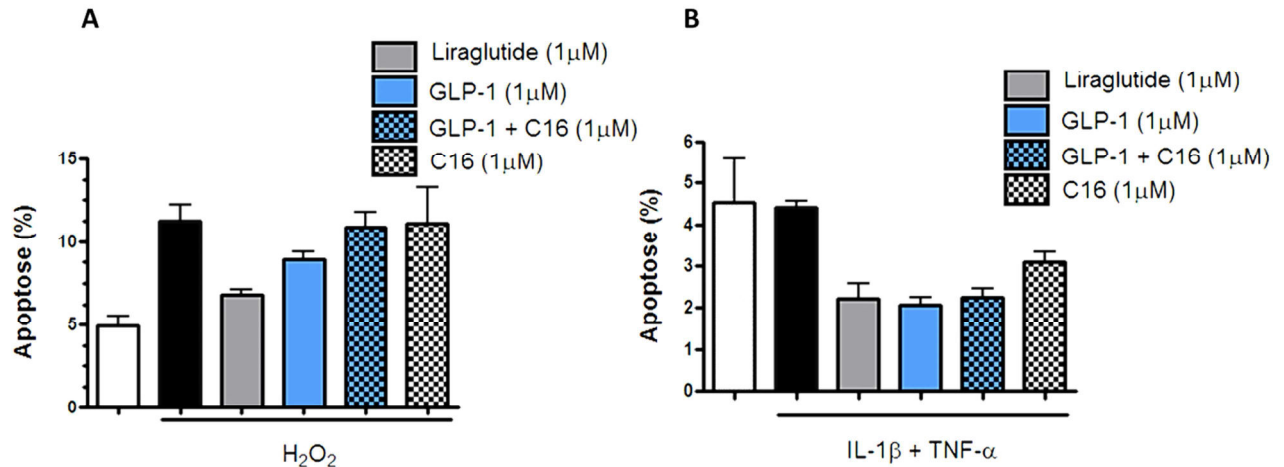 A
Liraglutide (1μM)
GLP-1 (1μM)
GLP-1 + C16 (1μM)
C16 (1μM)
Apoptose (%)
15
10
5
0
H₂O₂
B
Liraglutide (1μM)
GLP-1 (1μM)
GLP-1 + C16 (1μM)
C16 (1μM)
Apoptose (%)
6
5
4
3
2
1
0
IL-1β + TNF-α